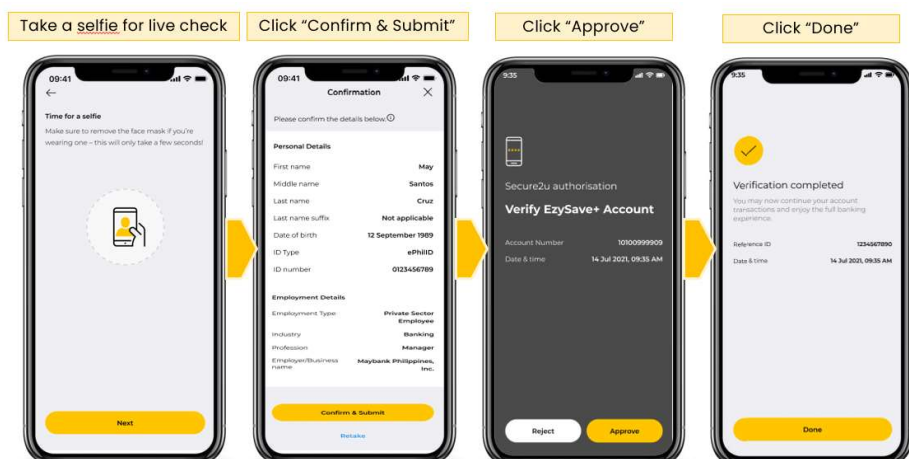 Take a selfie for live check
Click “Confirm & Submit”
Click “Approve”
Click “Done”
09:41
Time for a selfie
Make sure to remove the face mask if you're
wearing one – this will only take a few seconds!
Next
09:41
Confirmation
Please confirm the details below.
Personal Details
First name May
Middle name Santos
Last name Cruz
Last name suffix Not applicable
Date of birth 12 September 1989
ID Type ePhilID
ID number 0123456789
Employment Details
Employment Type Private Sector
Employee
Industry Banking
Profession Manager
Employer/Business Maybank Philippines,
name Inc.
Confirm & Submit
Retake
9:35
Secure2u authorisation
Verify EzySave+ Account
Account Number 10100999909
Date & time 14 Jul 2021, 09:35 AM
Reject Approve
9:35
Verification completed
You may now continue your account
transactions and enjoy the full banking
experience.
Reference ID 1234567890
Date & time 14 Jul 2021, 09:35 AM
Done